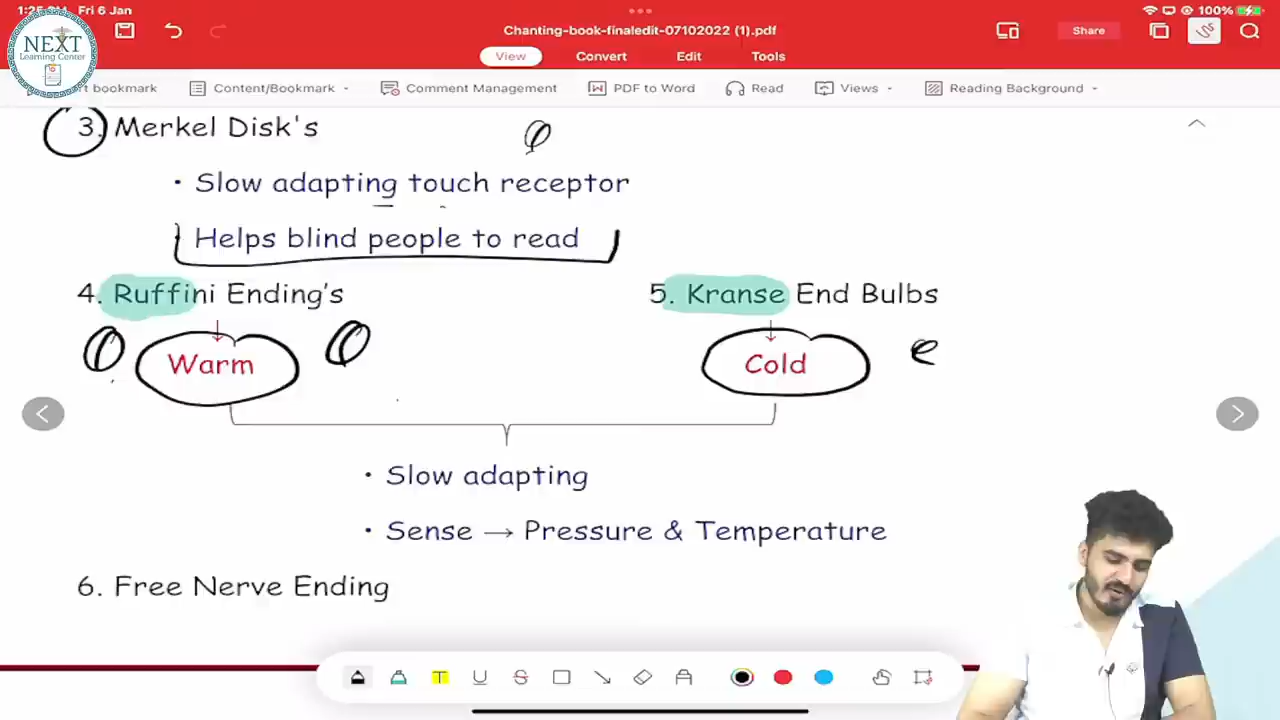 1:25 PM Fri 6 Jan
100%
NEXT
Learning Center
Chanting-book-finaledit-07102022 (1).pdf
Share
View
Convert
Edit
Tools
bookmark
Content/Bookmark
Comment Management
PDF to Word
Read
Views
Reading Background
3. Merkel Disk's
• Slow adapting touch receptor
• Helps blind people to read
4. Ruffini Ending's
5. Kranse End Bulbs
Warm
Cold
• Slow adapting
• Sense → Pressure & Temperature
6. Free Nerve Ending
T
U
S
A